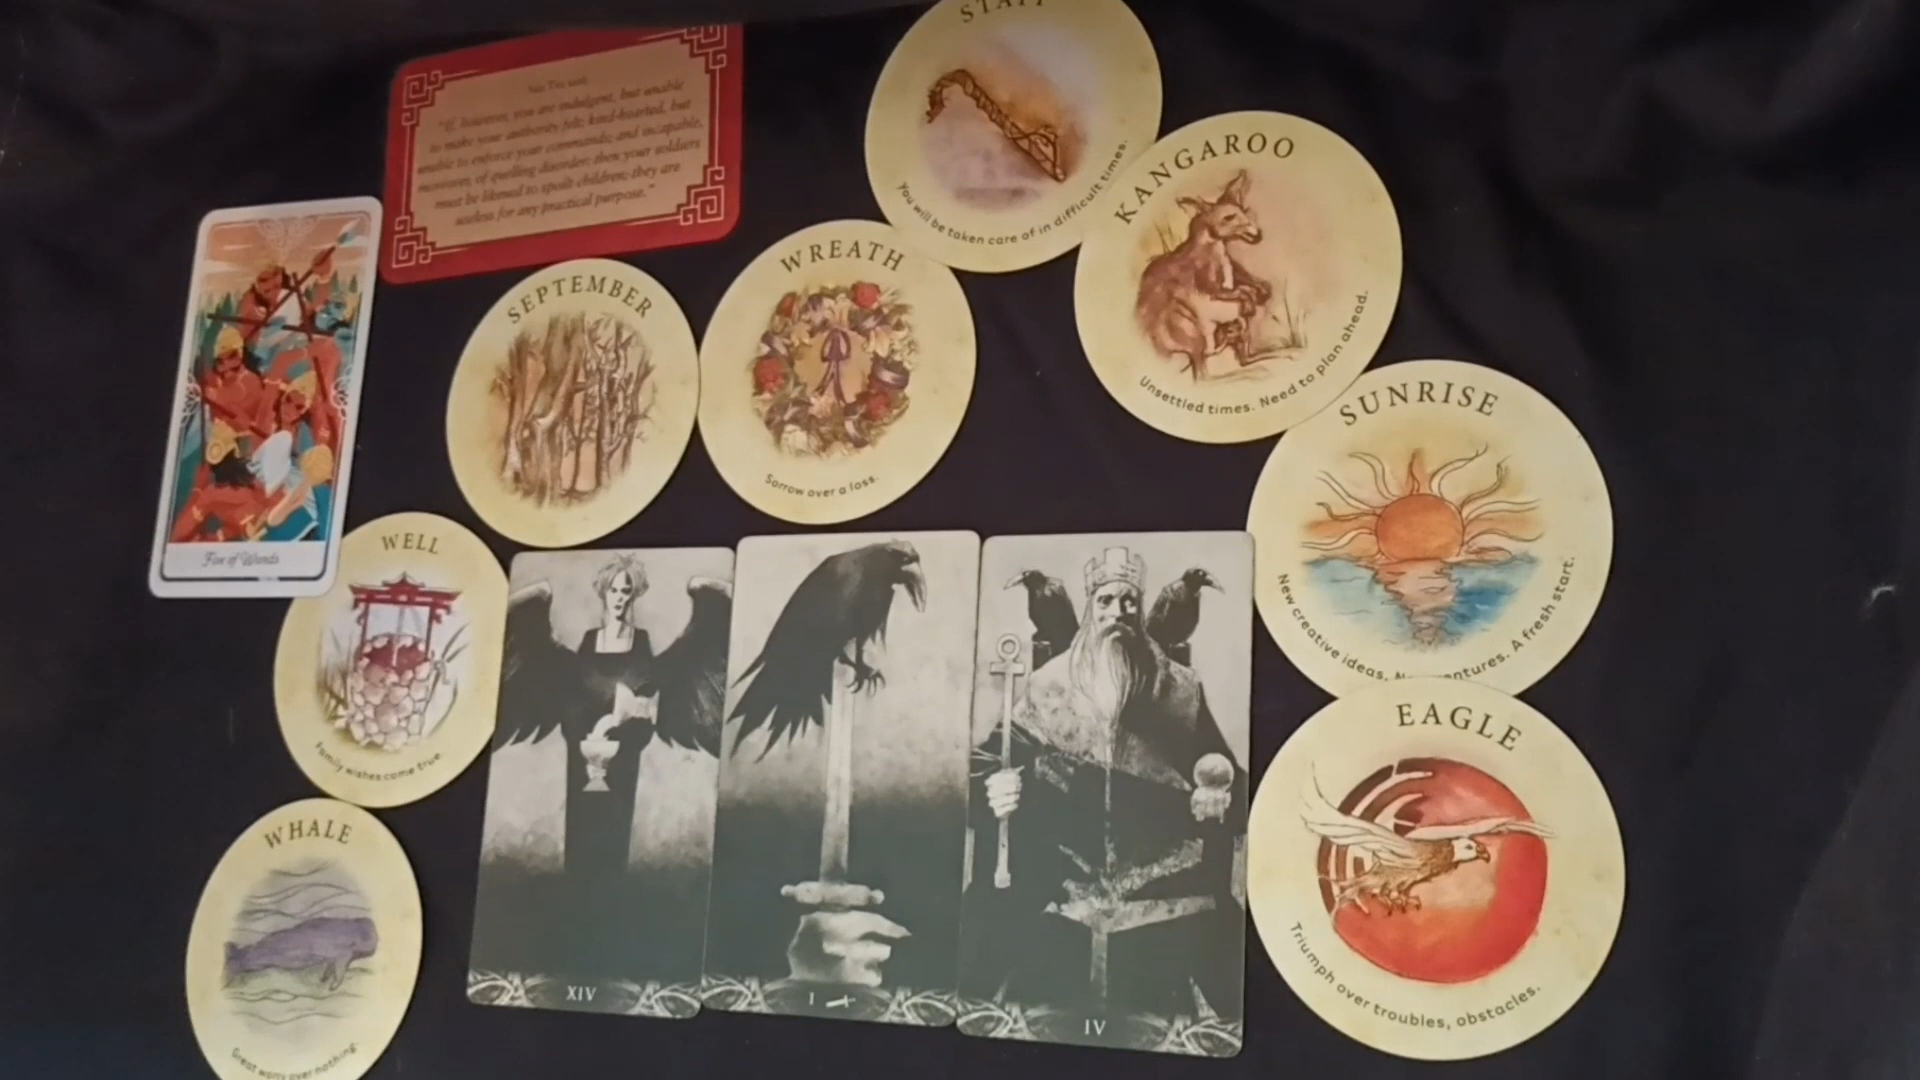 Sun Tzu said:
"If, however, you are indulgent, but unable
to make your authority felt; kind-hearted, but
unable to enforce your commands; and incapable,
moreover, of quelling disorder: then your soldiers
must be likened to spoilt children; they are
useless for any practical purpose."
STAFF
You will be taken care of in difficult times.
KANGAROO
Unsettled times. Need to plan ahead.
WREATH
Sorrow over a loss.
SEPTEMBER
Five of Wands
SUNRISE
New creative ideas. A fresh start.
WELL
Family wishes come true.
WHALE
Great worry over nothing.
XIV
I
IV
EAGLE
Triumph over troubles, obstacles.